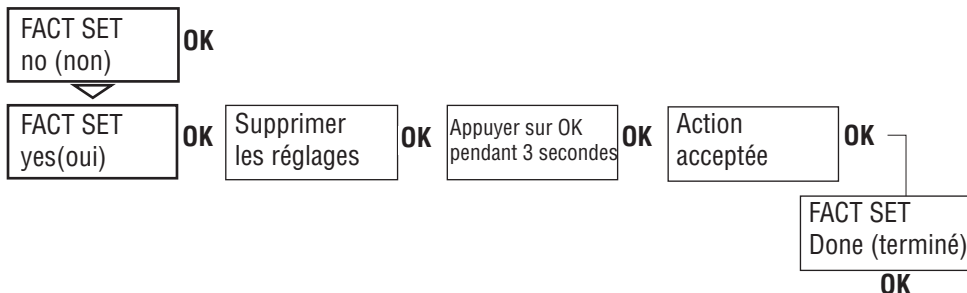 FACT SET
no (non)
OK
FACT SET
yes(oui)
OK
Supprimer
les réglages
OK
Appuyer sur OK
pendant 3 secondes
OK
Action
acceptée
OK
FACT SET
Done (terminé)
OK